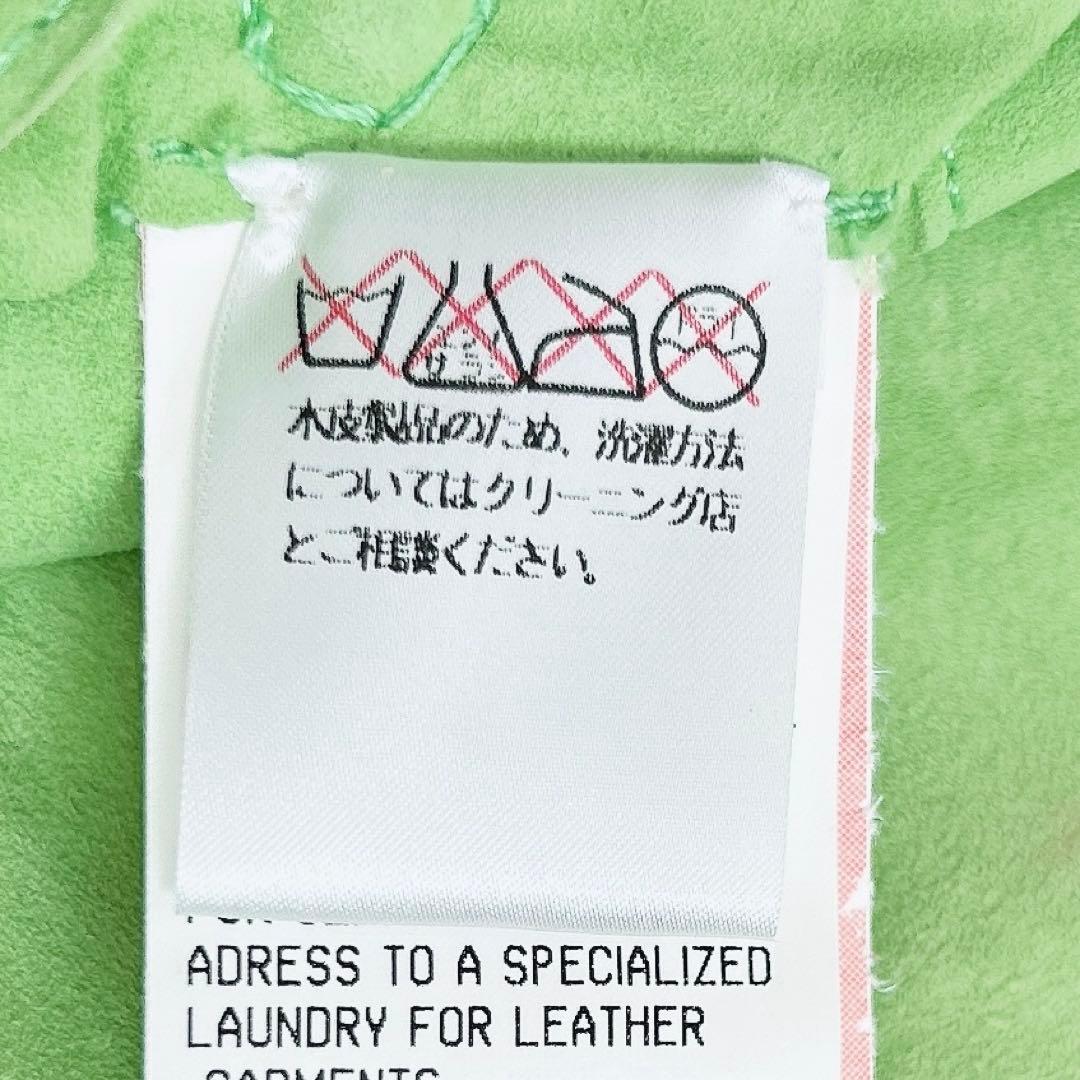 本皮製品のため、洗濯方法
についてはクリーニング店
とご相談ください。
ADRESS TO A SPECIALIZED
LAUNDRY FOR LEATHER
GARMENTS